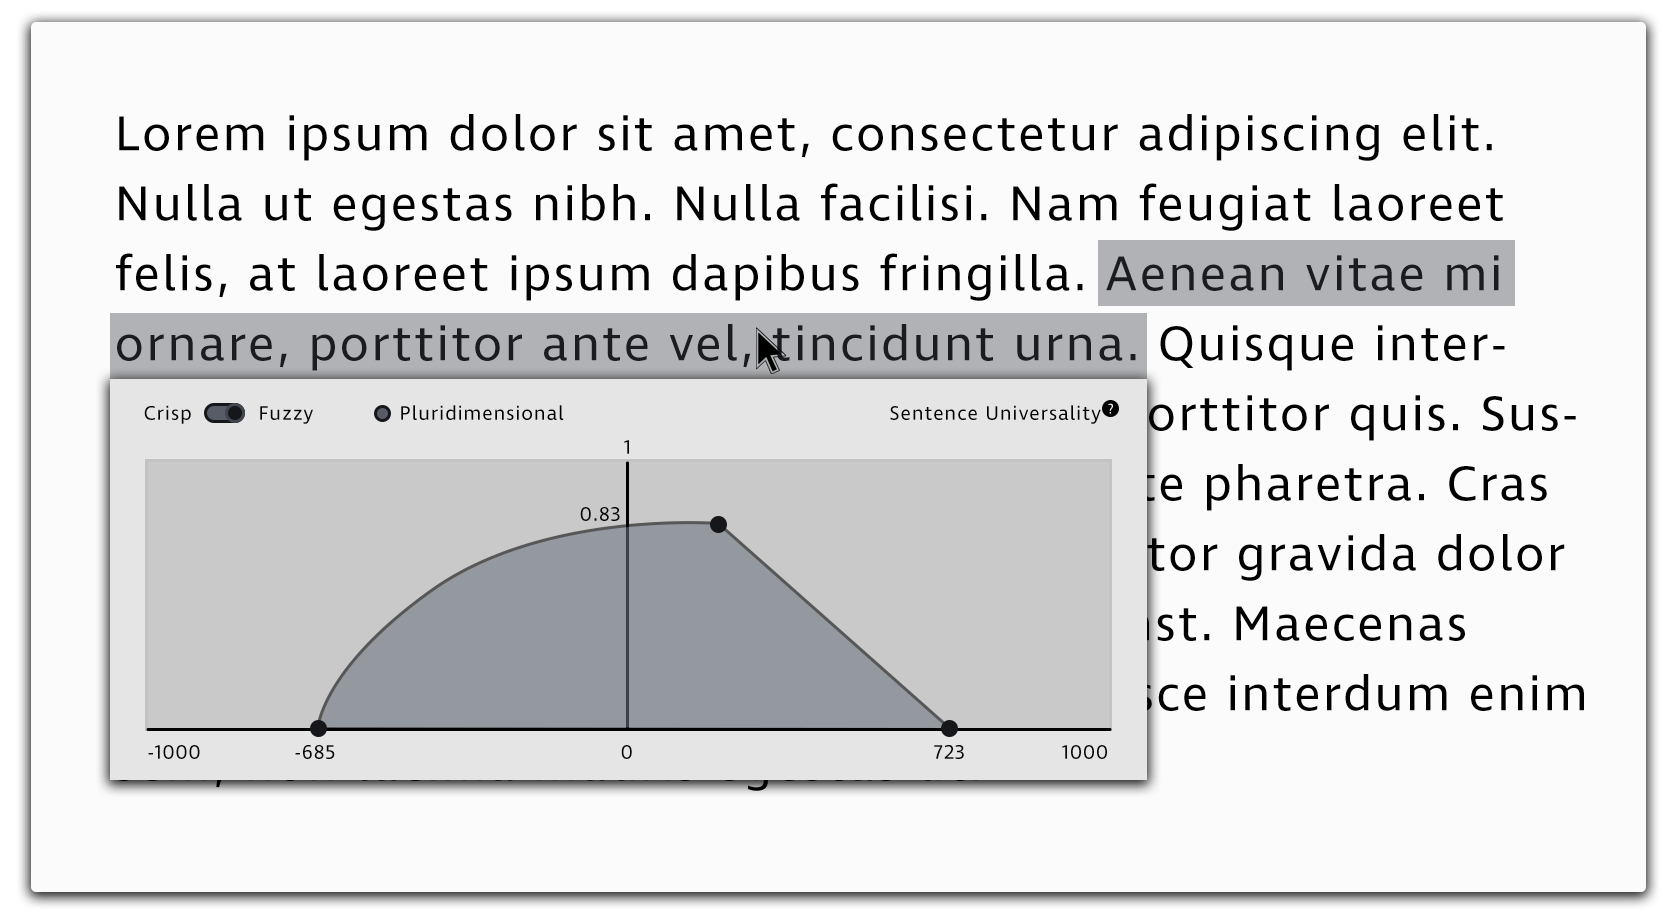 Lorem ipsum dolor sit amet, consectetur adipiscing elit.
Nulla ut egestas nibh. Nulla facilisi. Nam feugiat laoreet
felis, at laoreet ipsum dapibus fringilla. Aenean vitae mi
ornare, porttitor ante vel, tincidunt urna. Quisque inter-
orttitor quis. Sus-
te pharetra. Cras
tor gravida dolor
st. Maecenas
sce interdum enim
Crisp Fuzzy Pluridimensional Sentence Universality?
1
0.83
-1000 -685 0 723 1000